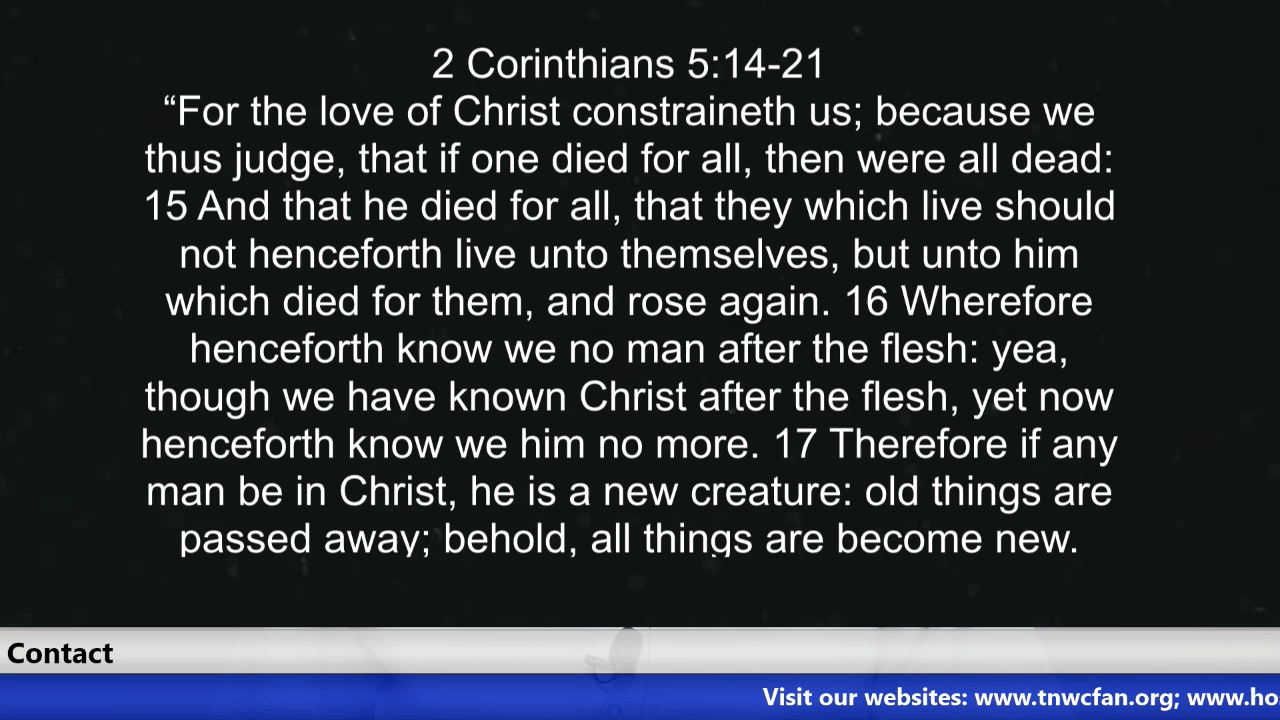 2 Corinthians 5:14-21
“For the love of Christ constraineth us; because we
thus judge, that if one died for all, then were all dead:
15 And that he died for all, that they which live should
not henceforth live unto themselves, but unto him
which died for them, and rose again. 16 Wherefore
henceforth know we no man after the flesh: yea,
though we have known Christ after the flesh, yet now
henceforth know we him no more. 17 Therefore if any
man be in Christ, he is a new creature: old things are
passed away; behold, all things are become new.
Contact
Visit our websites: www.tnwcfan.org; www.ho